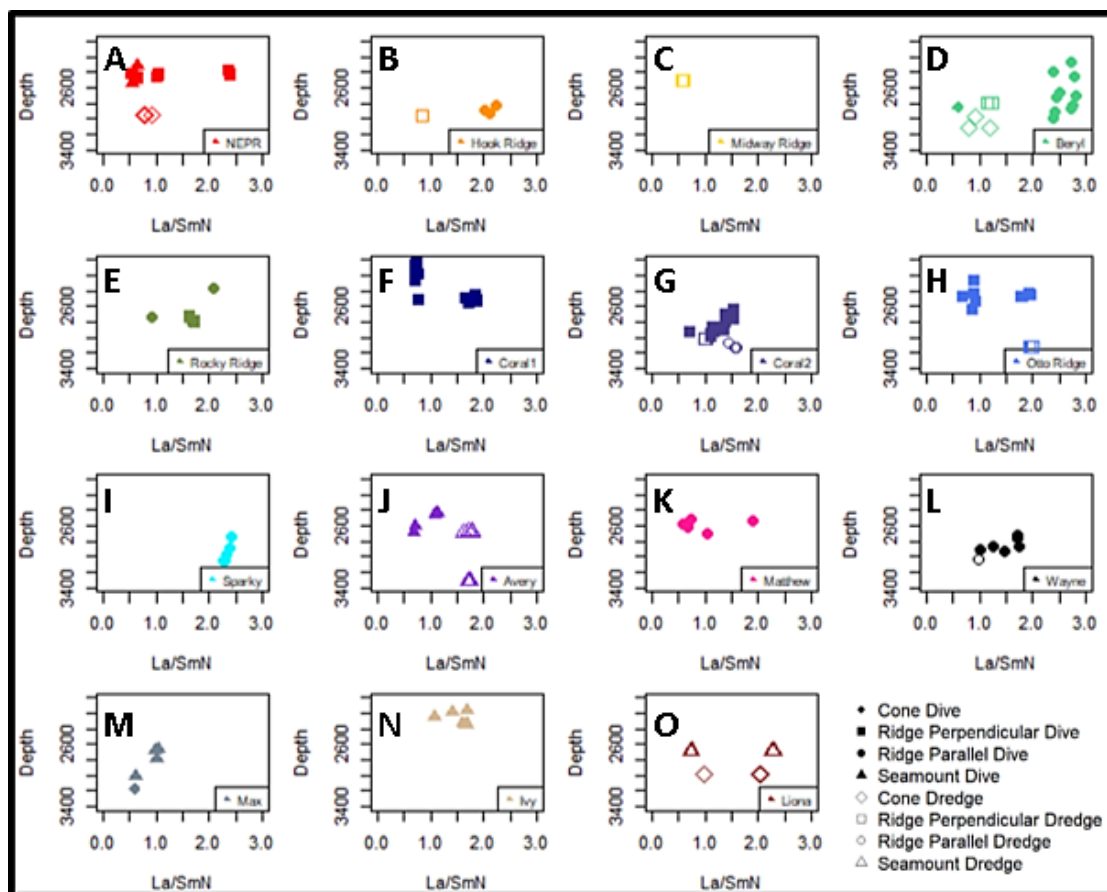 A
Depth
2600
3400
0.0 1.0 2.0 3.0
La/SmN
NEPR
B
Depth
2600
3400
0.0 1.0 2.0 3.0
La/SmN
Hook Ridge
C
Depth
2600
3400
0.0 1.0 2.0 3.0
La/SmN
Midway Ridge
D
Depth
2600
3400
0.0 1.0 2.0 3.0
La/SmN
Beryl
E
Depth
2600
3400
0.0 1.0 2.0 3.0
La/SmN
Rocky Ridge
F
Depth
2600
3400
0.0 1.0 2.0 3.0
La/SmN
Coral1
G
Depth
2600
3400
0.0 1.0 2.0 3.0
La/SmN
Coral2
H
Depth
2600
3400
0.0 1.0 2.0 3.0
La/SmN
Otto Ridge
I
Depth
2600
3400
0.0 1.0 2.0 3.0
La/SmN
Sparky
J
Depth
2600
3400
0.0 1.0 2.0 3.0
La/SmN
Avery
K
Depth
2600
3400
0.0 1.0 2.0 3.0
La/SmN
Matthew
L
Depth
2600
3400
0.0 1.0 2.0 3.0
La/SmN
Wayne
M
Depth
2600
3400
0.0 1.0 2.0 3.0
La/SmN
Max
N
Depth
2600
3400
0.0 1.0 2.0 3.0
La/SmN
Ivy
O
Depth
2600
3400
0.0 1.0 2.0 3.0
La/SmN
Liona
Cone Dive
Ridge Perpendicular Dive
Ridge Parallel Dive
Seamount Dive
Cone Dredge
Ridge Perpendicular Dredge
Ridge Parallel Dredge
Seamount Dredge